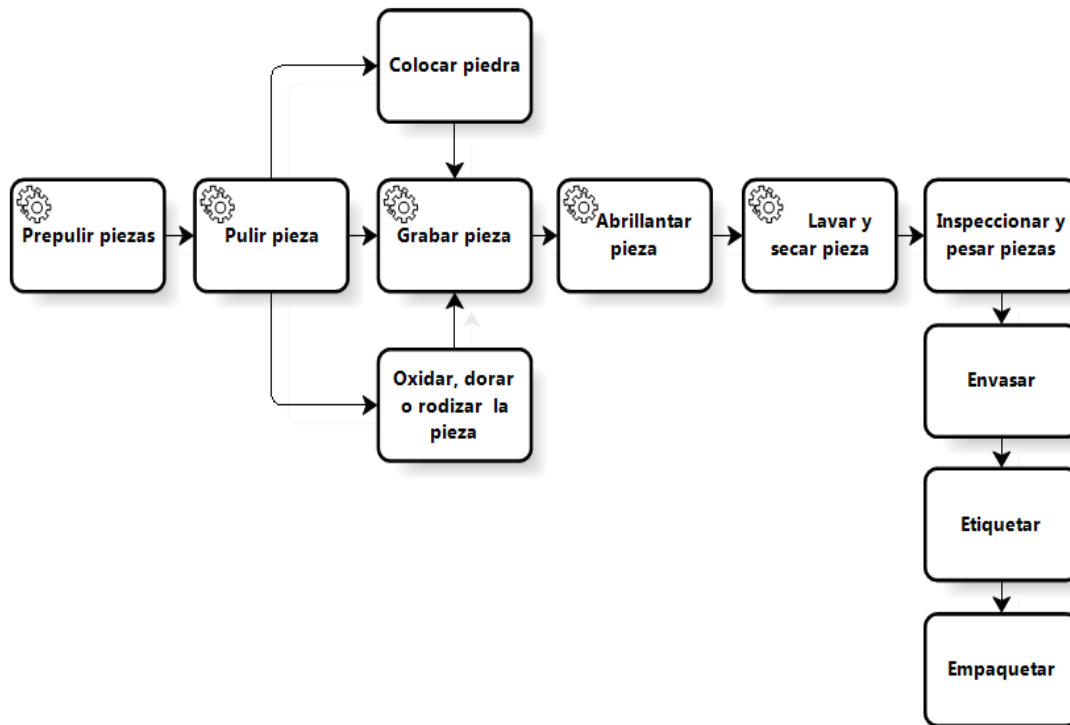 Colocar piedra
Prepulir piezas
Pulir pieza
Grabar pieza
Abrillantar
pieza
Lavar y
secar pieza
Inspeccionar y
pesar piezas
Oxidar, dorar
o rodizar la
pieza
Envasar
Etiquetar
Empaquetar